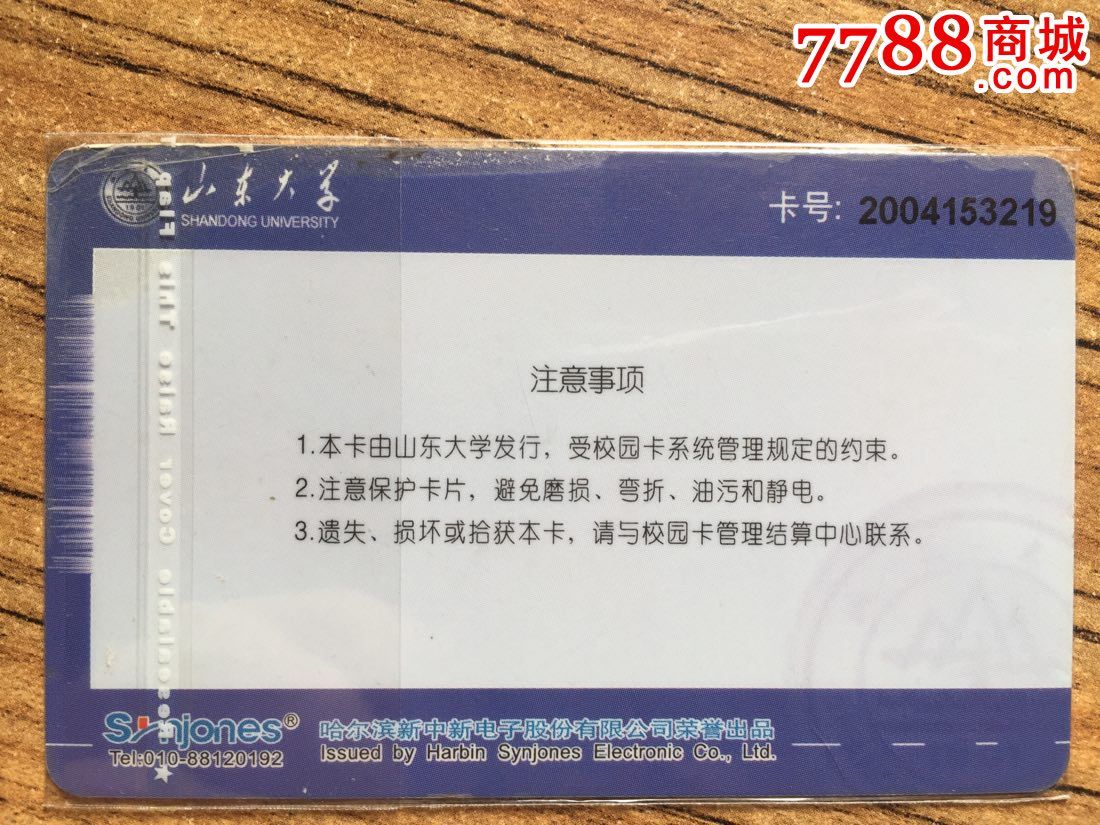 7788商城
.com
山东大学
SHANDONG UNIVERSITY
卡号: 2004153219
注意事项
1.本卡由山东大学发行，受校园卡系统管理规定的约束。
2.注意保护卡片，避免磨损、弯折、油污和静电。
3.遗失、损坏或拾获本卡，请与校园卡管理结算中心联系。
Synjones®
Tel:010-88120192
哈尔滨新中新电子股份有限公司荣誉出品
Issued by Harbin Synjones Electronic Co., Ltd.